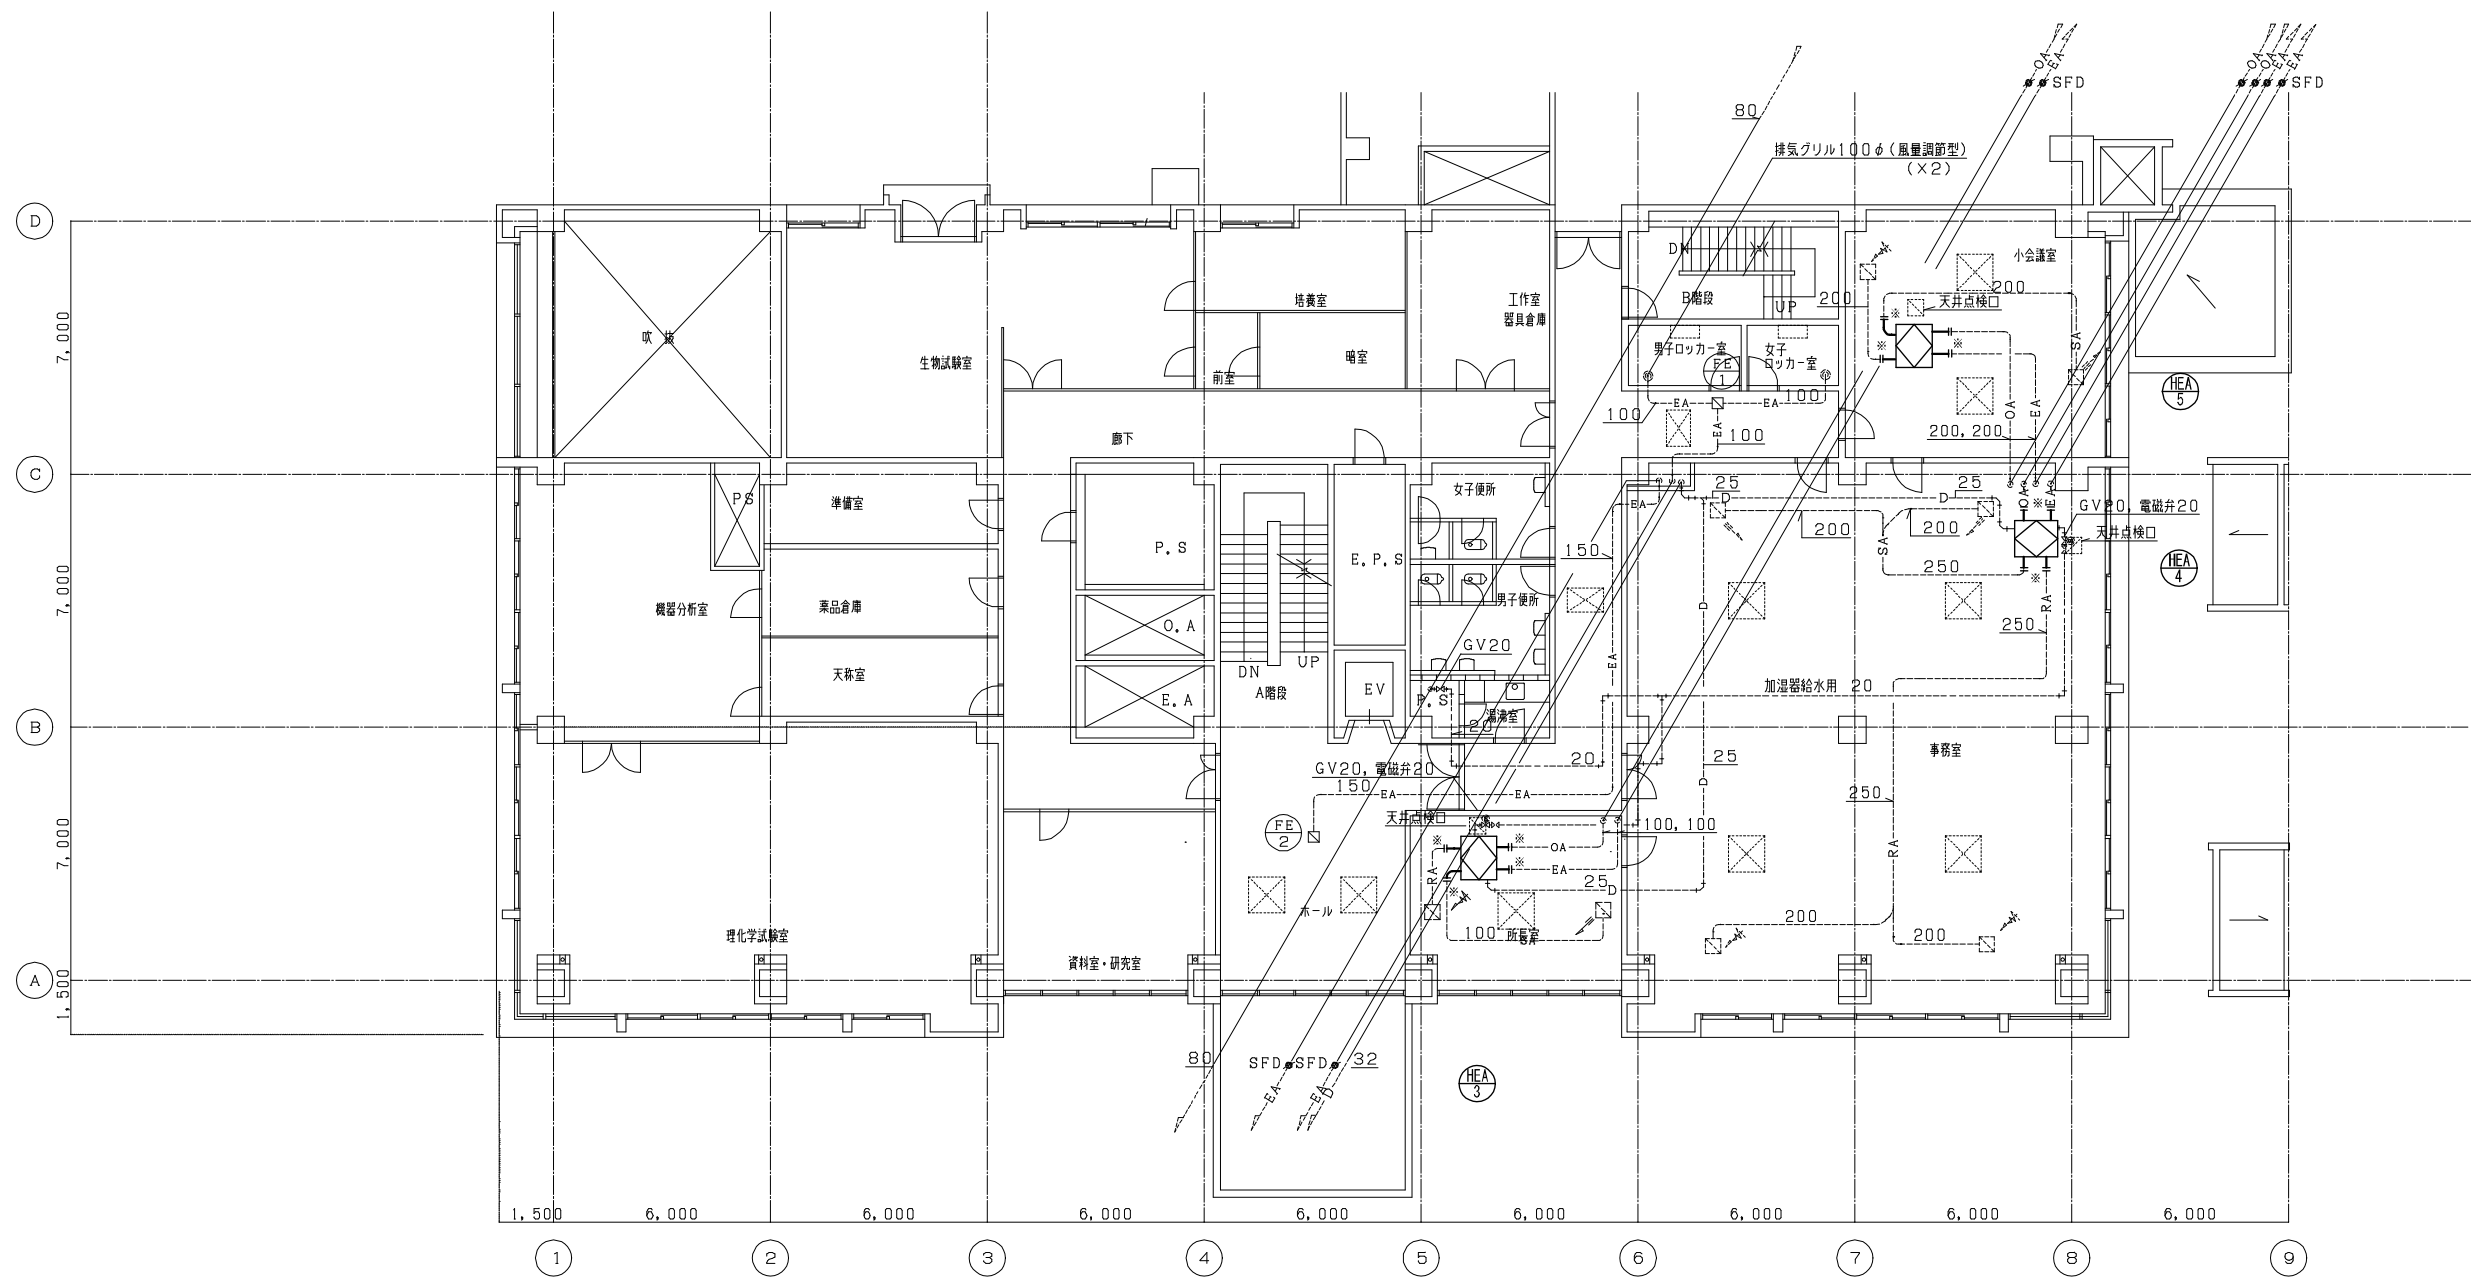 OA
EA
SFD
OA
OA
EA
EA
SFD
80
排気グリル100φ(風量調節型)
(×2)
D
7,000
吹 抜
生物試験室
培養室
前室
暗室
工作室
器具倉庫
DN
B階段
UP
男子ロッカー室
女子
ロッカー室
FE
1
小会議室
200
200
天井点検口
※
※
※
SA
OA
EA
200,200
HEA
5
100
EA
EA
100
EA
100
廊下
C
7,000
PS
準備室
機器分析室
薬品倉庫
天称室
P.S
O.A
E.A
E.P.S
EV
DN
UP
A階段
女子便所
男子便所
GV20
P.S
湯沸室
20
EA
150
EA
25
D
25
D
200
SA
200
250
OA
※
EA
GV20,電磁弁20
天井点検口
※
HEA
4
RA
250
D
加湿器給水用 20
B
7,000
事務室
20
25
D
250
RA
GV20,電磁弁20
150
EA
EA
天井点検口
FE
2
100,100
※
※
OA
※
EA
RA
※
25
D
100
SA
所長室
ホール
200
200
理化学試験室
資料室・研究室
A
1,500
80
SFD
SFD
32
EA
EA
D
HEA
3
1,500
6,000
6,000
6,000
6,000
6,000
6,000
6,000
6,000
1
2
3
4
5
6
7
8
9